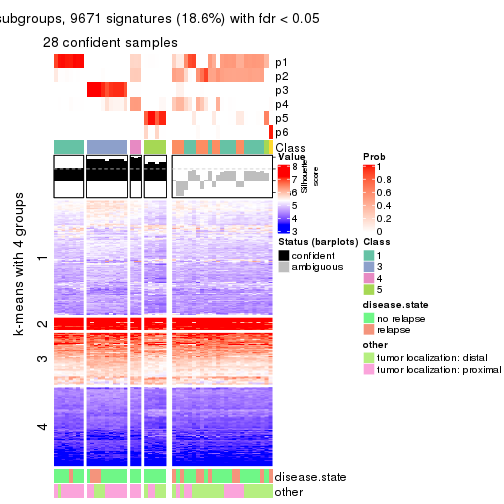 subgroups, 9671 signatures (18.6%) with fdr < 0.05
28 confident samples
p1
p2
p3
p4
p5
p6
Class
Silhouette
score
k-means with 4 groups
1
2
3
4
disease.state
other
Value
8
7
6
5
4
3
Status (barplots)
confident
ambiguous
Prob
1
0.8
0.6
0.4
0.2
0
Class
1
3
4
5
disease.state
no relapse
relapse
other
tumor localization: distal
tumor localization: proximal